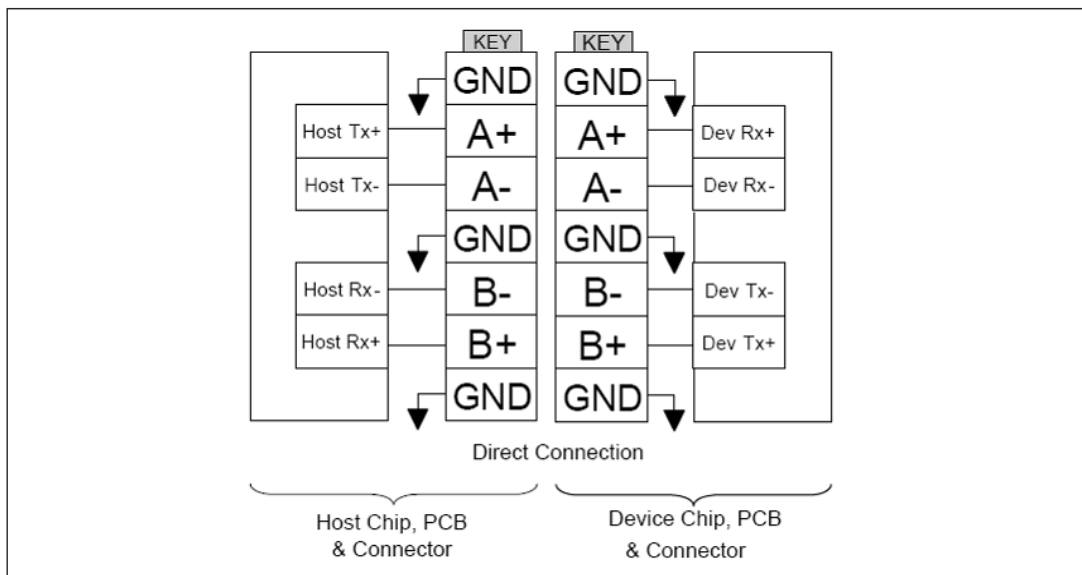 KEY KEY
GND GND
Host Tx+ A+ A+ Dev Rx+
Host Tx- A- A- Dev Rx-
GND GND
Host Rx- B- B- Dev Tx-
Host Rx+ B+ B+ Dev Tx+
GND GND
Direct Connection
Host Chip, PCB
& Connector
Device Chip, PCB
& Connector